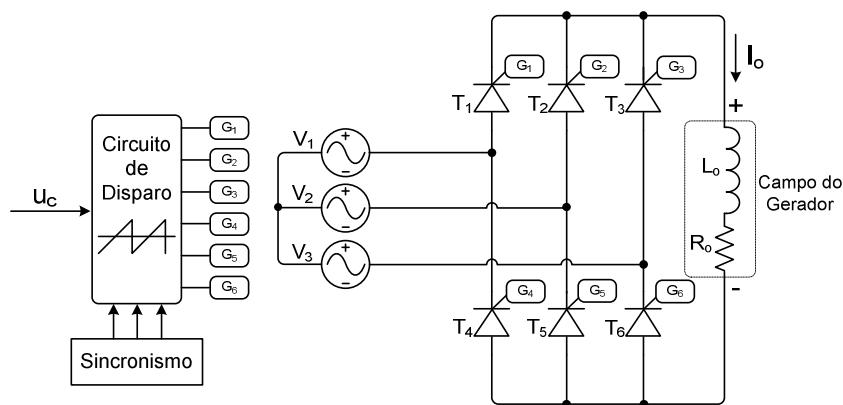 uC
Circuito
de
Disparo
G1
G2
G3
G4
G5
G6
Sincronismo
V1
V2
V3
+
–
+
–
+
–
T1
G1
T2
G2
T3
G3
T4
G4
T5
G5
T6
G6
Io
+
Lo
Ro
-
Campo do
Gerador